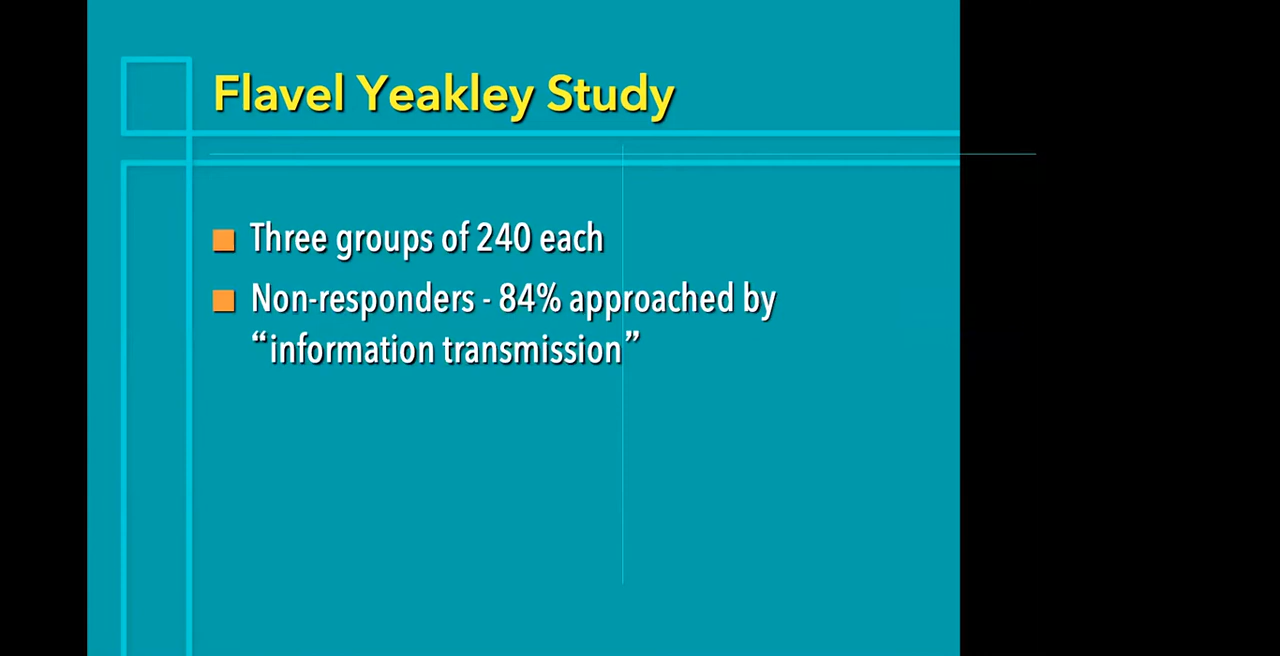 Flavel Yeakley Study
Three groups of 240 each
Non-responders - 84% approached by
“information transmission”